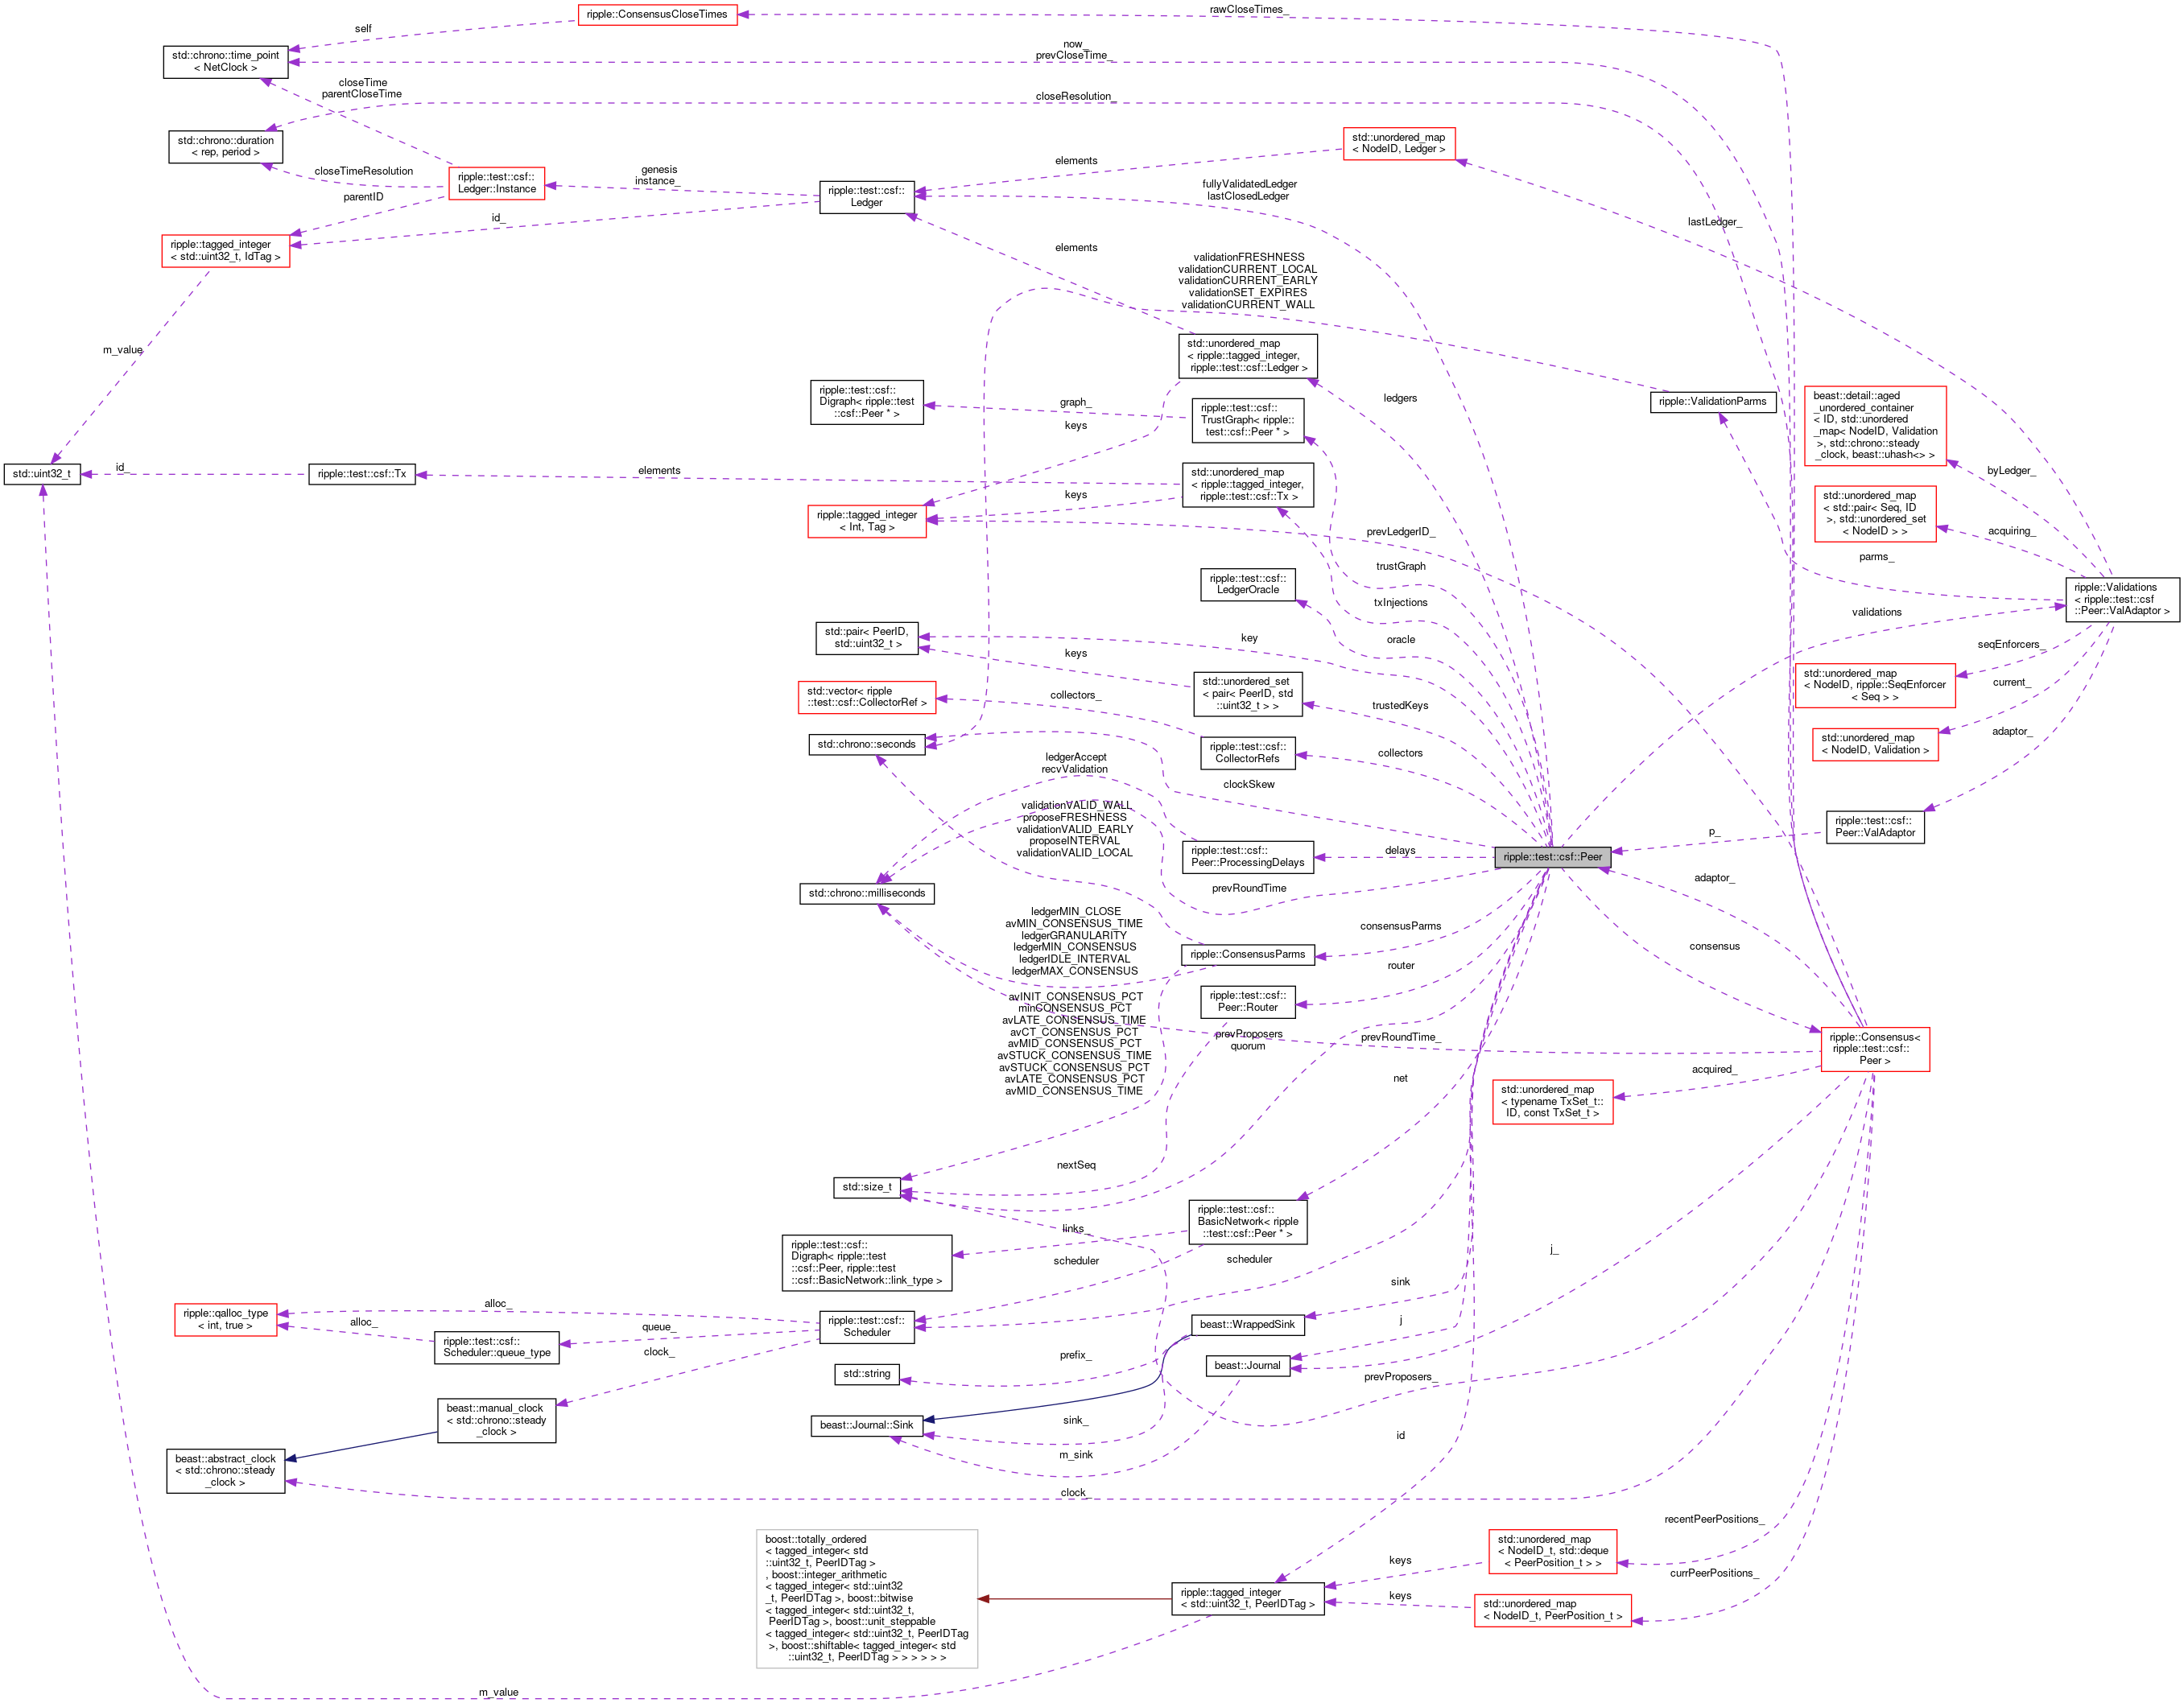 rawCloseTimes_
ripple::ConsensusCloseTimes
self
now_
prevCloseTime_
std::chrono::time_point
< NetClock >
closeTime
parentCloseTime
closeResolution_
std::chrono::duration
< rep, period >
std::unordered_map
< NodeID, Ledger >
elements
closeTimeResolution
ripple::test::csf::
Ledger::Instance
genesis
instance_
ripple::test::csf::
Ledger
fullyValidatedLedger
lastClosedLedger
parentID
id_
lastLedger_
ripple::tagged_integer
< std::uint32_t, IdTag >
elements
validationFRESHNESS
validationCURRENT_LOCAL
validationCURRENT_EARLY
validationSET_EXPIRES
validationCURRENT_WALL
m_value
std::unordered_map
< ripple::tagged_integer,
ripple::test::csf::Ledger >
ripple::test::csf::
Digraph< ripple::test
::csf::Peer * >
graph_
ripple::test::csf::
TrustGraph< ripple::
test::csf::Peer * >
ledgers
ripple::ValidationParms
beast::detail::aged
_unordered_container
< ID, std::unordered
_map< NodeID, Validation
>, std::chrono::steady
_clock, beast::uhash<> >
keys
std::uint32_t
id_
ripple::test::csf::Tx
elements
std::unordered_map
< ripple::tagged_integer,
ripple::test::csf::Tx >
keys
byLedger_
ripple::tagged_integer
< Int, Tag >
prevLedgerID_
std::unordered_map
< std::pair< Seq, ID
>, std::unordered_set
< NodeID > >
acquiring_
parms_
trustGraph
ripple::test::csf::
LedgerOracle
txInjections
ripple::Validations
< ripple::test::csf
::Peer::ValAdaptor >
validations
std::pair< PeerID,
std::uint32_t >
key
oracle
keys
seqEnforcers_
std::unordered_map
< NodeID, ripple::SeqEnforcer
< Seq > >
current_
std::vector< ripple
::test::csf::CollectorRef >
collectors_
std::unordered_set
< pair< PeerID, std
::uint32_t > >
trustedKeys
adaptor_
std::unordered_map
< NodeID, Validation >
std::chrono::seconds
ripple::test::csf::
CollectorRefs
collectors
ledgerAccept
recvValidation
clockSkew
validationVALID_WALL
proposeFRESHNESS
validationVALID_EARLY
proposeINTERVAL
validationVALID_LOCAL
ripple::test::csf::
Peer::ValAdaptor
p_
ripple::test::csf::
Peer::ProcessingDelays
delays
ripple::test::csf::Peer
std::chrono::milliseconds
prevRoundTime
adaptor_
ledgerMIN_CLOSE
avMIN_CONSENSUS_TIME
ledgerGRANULARITY
ledgerMIN_CONSENSUS
ledgerIDLE_INTERVAL
ledgerMAX_CONSENSUS
consensusParms
ripple::ConsensusParms
consensus
router
ripple::test::csf::
Peer::Router
avINIT_CONSENSUS_PCT
minCONSENSUS_PCT
avLATE_CONSENSUS_TIME
avCT_CONSENSUS_PCT
avMID_CONSENSUS_PCT
avSTUCK_CONSENSUS_TIME
avSTUCK_CONSENSUS_PCT
avLATE_CONSENSUS_PCT
avMID_CONSENSUS_TIME
prevProposers
quorum
prevRoundTime_
ripple::Consensus<
ripple::test::csf::
Peer >
acquired_
net
std::unordered_map
< typename TxSet_t::
ID, const TxSet_t >
nextSeq
std::size_t
ripple::test::csf::
BasicNetwork< ripple
::test::csf::Peer * >
links_
ripple::test::csf::
Digraph< ripple::test
::csf::Peer, ripple::test
::csf::BasicNetwork::link_type >
scheduler
scheduler
j_
sink
ripple::qalloc_type
< int, true >
alloc_
alloc_
ripple::test::csf::
Scheduler::queue_type
queue_
ripple::test::csf::
Scheduler
beast::WrappedSink
j
clock_
prefix_
std::string
beast::Journal
prevProposers_
beast::manual_clock
< std::chrono::steady
_clock >
beast::Journal::Sink
sink_
m_sink
id
beast::abstract_clock
< std::chrono::steady
_clock >
clock_
recentPeerPositions_
boost::totally_ordered
< tagged_integer< std
::uint32_t, PeerIDTag >
, boost::integer_arithmetic
< tagged_integer< std::uint32
_t, PeerIDTag >, boost::bitwise
< tagged_integer< std::uint32_t,
PeerIDTag >, boost::unit_steppable
< tagged_integer< std::uint32_t, PeerIDTag
>, boost::shiftable< tagged_integer< std
::uint32_t, PeerIDTag > > > > > >
std::unordered_map
< NodeID_t, std::deque
< PeerPosition_t > >
keys
currPeerPositions_
ripple::tagged_integer
< std::uint32_t, PeerIDTag >
keys
std::unordered_map
< NodeID_t, PeerPosition_t >
m_value